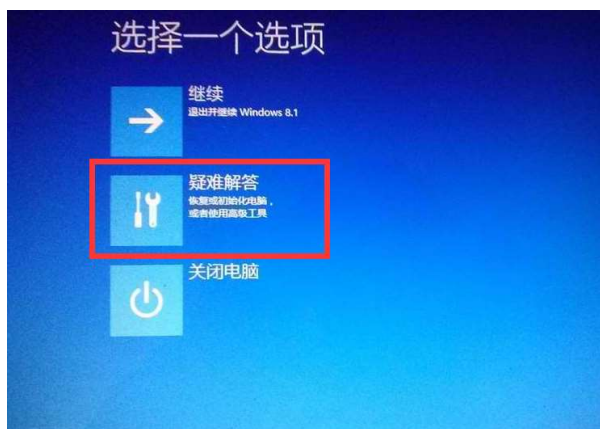 选择一个选项
继续
退出并继续 Windows 8.1
疑难解答
恢复或初始化电脑，
或者使用高级工具
关闭电脑